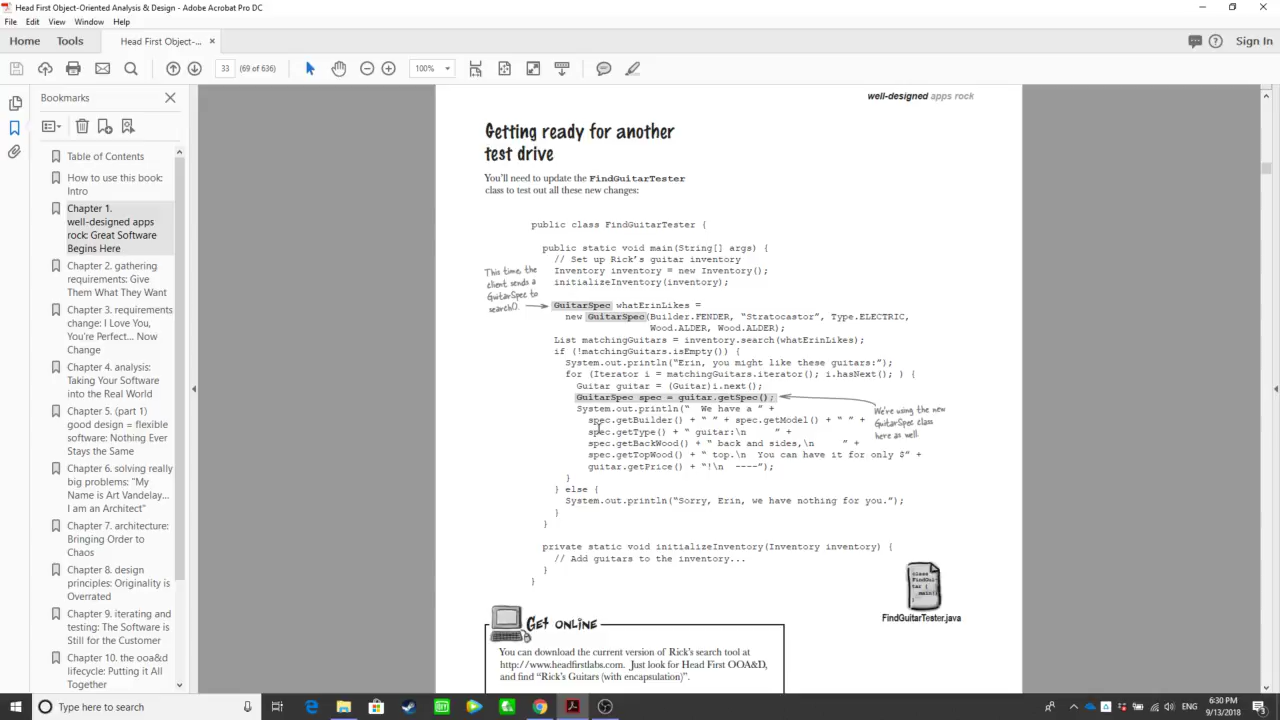 Head First Object-Oriented Analysis & Design - Adobe Acrobat Pro DC
File Edit View Window Help
Home Tools Head First Object-... × Sign In
33 (69 of 636) 100%
Bookmarks
Table of Contents
How to use this book:
Intro
Chapter 1.
well-designed apps
rock: Great Software
Begins Here
Chapter 2. gathering
requirements: Give
Them What They Want
Chapter 3. requirements
change: I Love You,
You're Perfect... Now
Change
Chapter 4. analysis:
Taking Your Software
into the Real World
Chapter 5. (part 1)
good design = flexible
software: Nothing Ever
Stays the Same
Chapter 6. solving really
big problems: "My
Name is Art Vandelay...
I am an Architect"
Chapter 7. architecture:
Bringing Order to
Chaos
Chapter 8. design
principles: Originality is
Overrated
Chapter 9. iterating and
testing: The Software is
Still for the Customer
Chapter 10. the ooa&d
lifecycle: Putting it All
Together
well-designed apps rock
Getting ready for another
test drive
You'll need to update the FindGuitarTester
class to test out all these new changes:
public class FindGuitarTester {
public static void main(String[] args) {
// Set up Rick's guitar inventory
Inventory inventory = new Inventory();
initializeInventory(inventory);
This time, the
client sends a
GuitarSpec to
search().
GuitarSpec whatErinLikes =
new GuitarSpec(Builder.FENDER, "Stratocastor", Type.ELECTRIC,
Wood.ALDER, Wood.ALDER);
List matchingGuitars = inventory.search(whatErinLikes);
if (!matchingGuitars.isEmpty()) {
System.out.println("Erin, you might like these guitars:");
for (Iterator i = matchingGuitars.iterator(); i.hasNext(); ) {
Guitar guitar = (Guitar)i.next();
GuitarSpec spec = guitar.getSpec();
System.out.println("  We have a " +
spec.getBuilder() + " " + spec.getModel() + " " +
spec.getType() + " guitar:\n     " +
spec.getBackWood() + " back and sides,\n     " +
spec.getTopWood() + " top.\n  You can have it for only $" +
guitar.getPrice() + "!\n  ----");
}
} else {
System.out.println("Sorry, Erin, we have nothing for you.");
}
}
We're using the new
GuitarSpec class
here as well.
private static void initializeInventory(Inventory inventory) {
// Add guitars to the inventory...
}
}
class
FindGui-
tar {
main()
}
FindGuitarTester.java
Get Online
You can download the current version of Rick's search tool at
http://www.headfirstlabs.com. Just look for Head First OOA&D,
and find "Rick's Guitars (with encapsulation)".
Type here to search
ENG
6:30 PM
9/13/2018